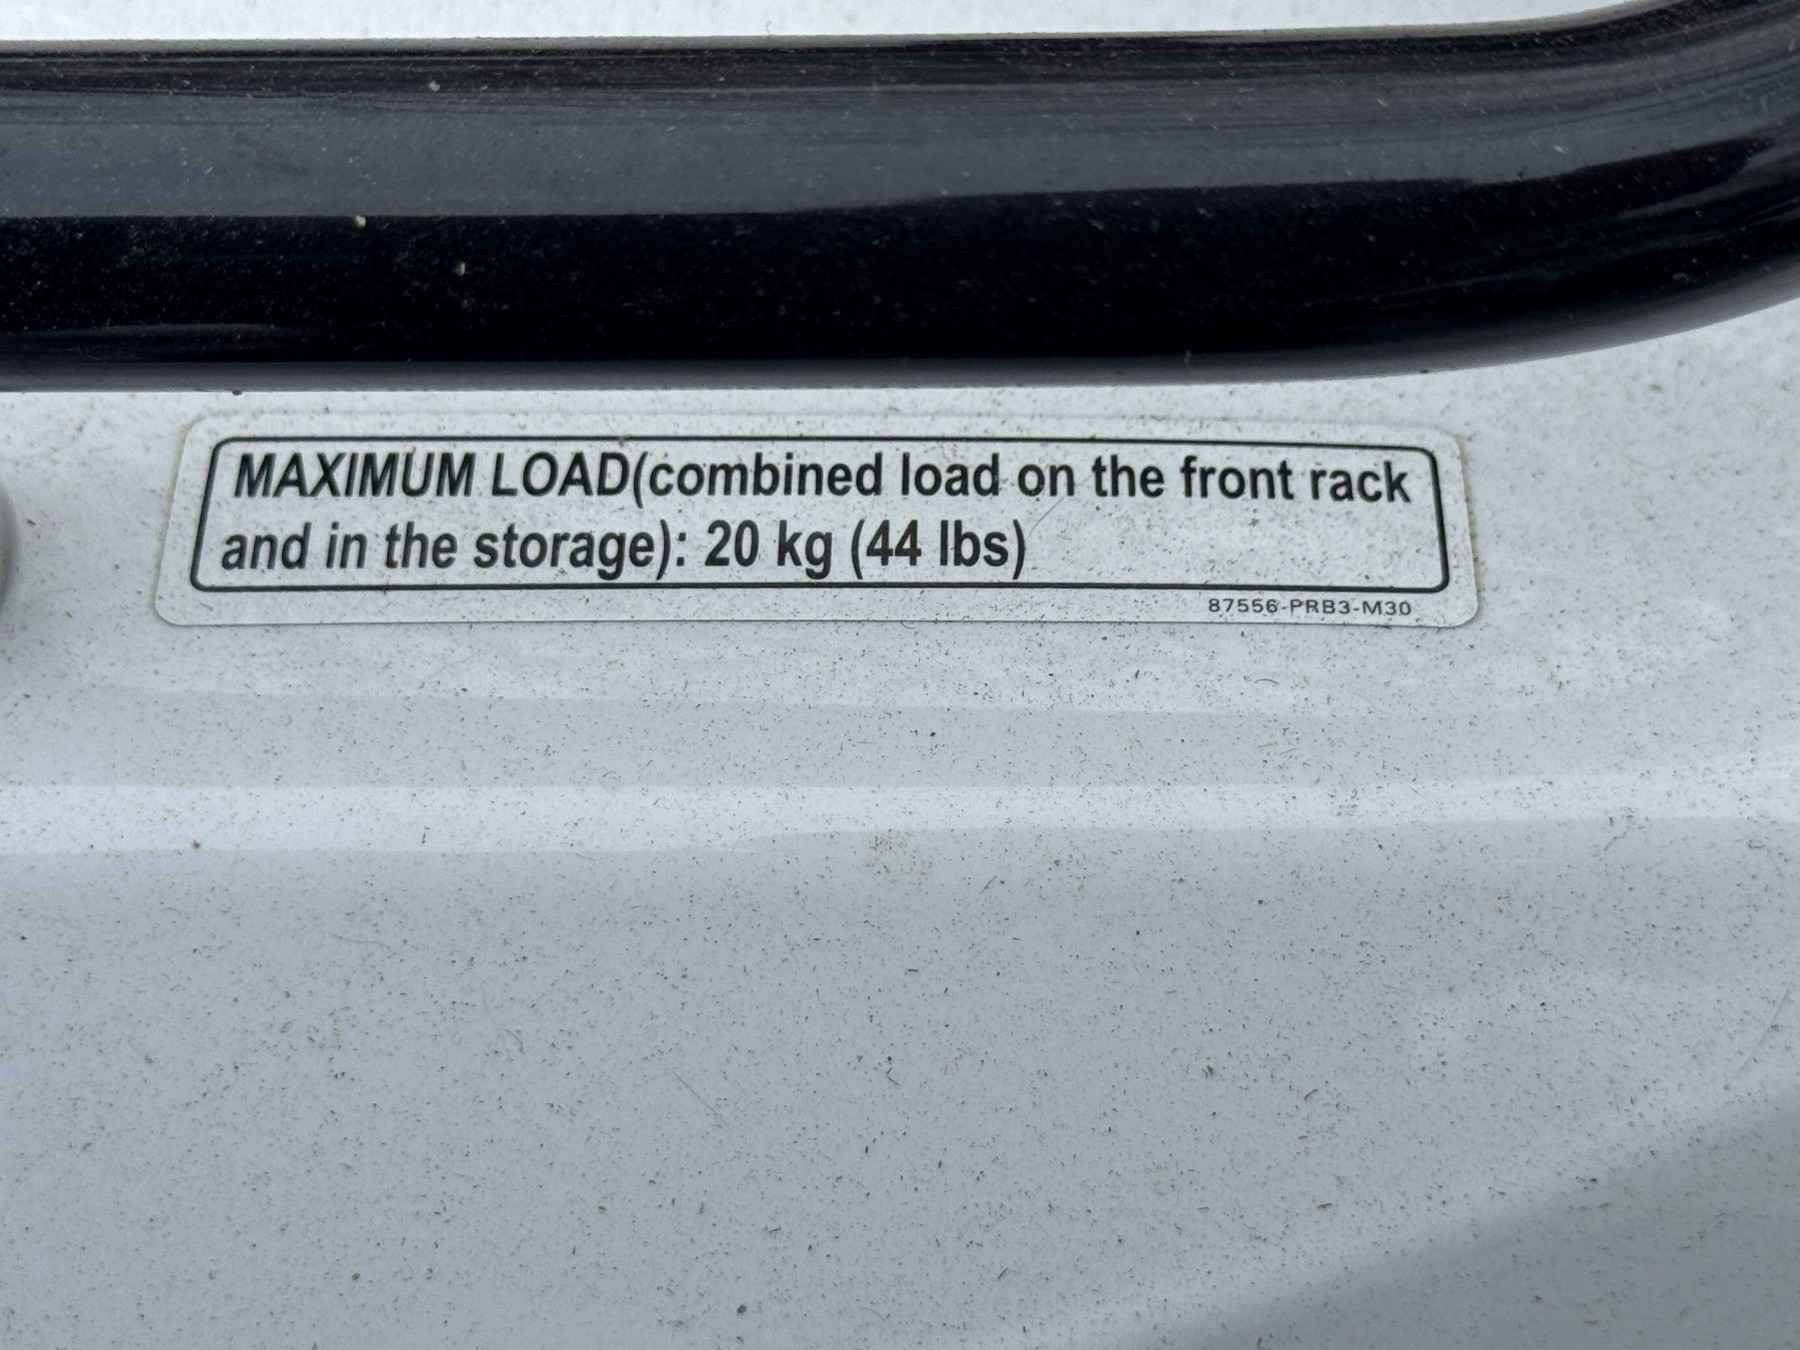 MAXIMUM LOAD(combined load on the front rack
and in the storage): 20 kg (44 lbs)
87556-PRB3-M30